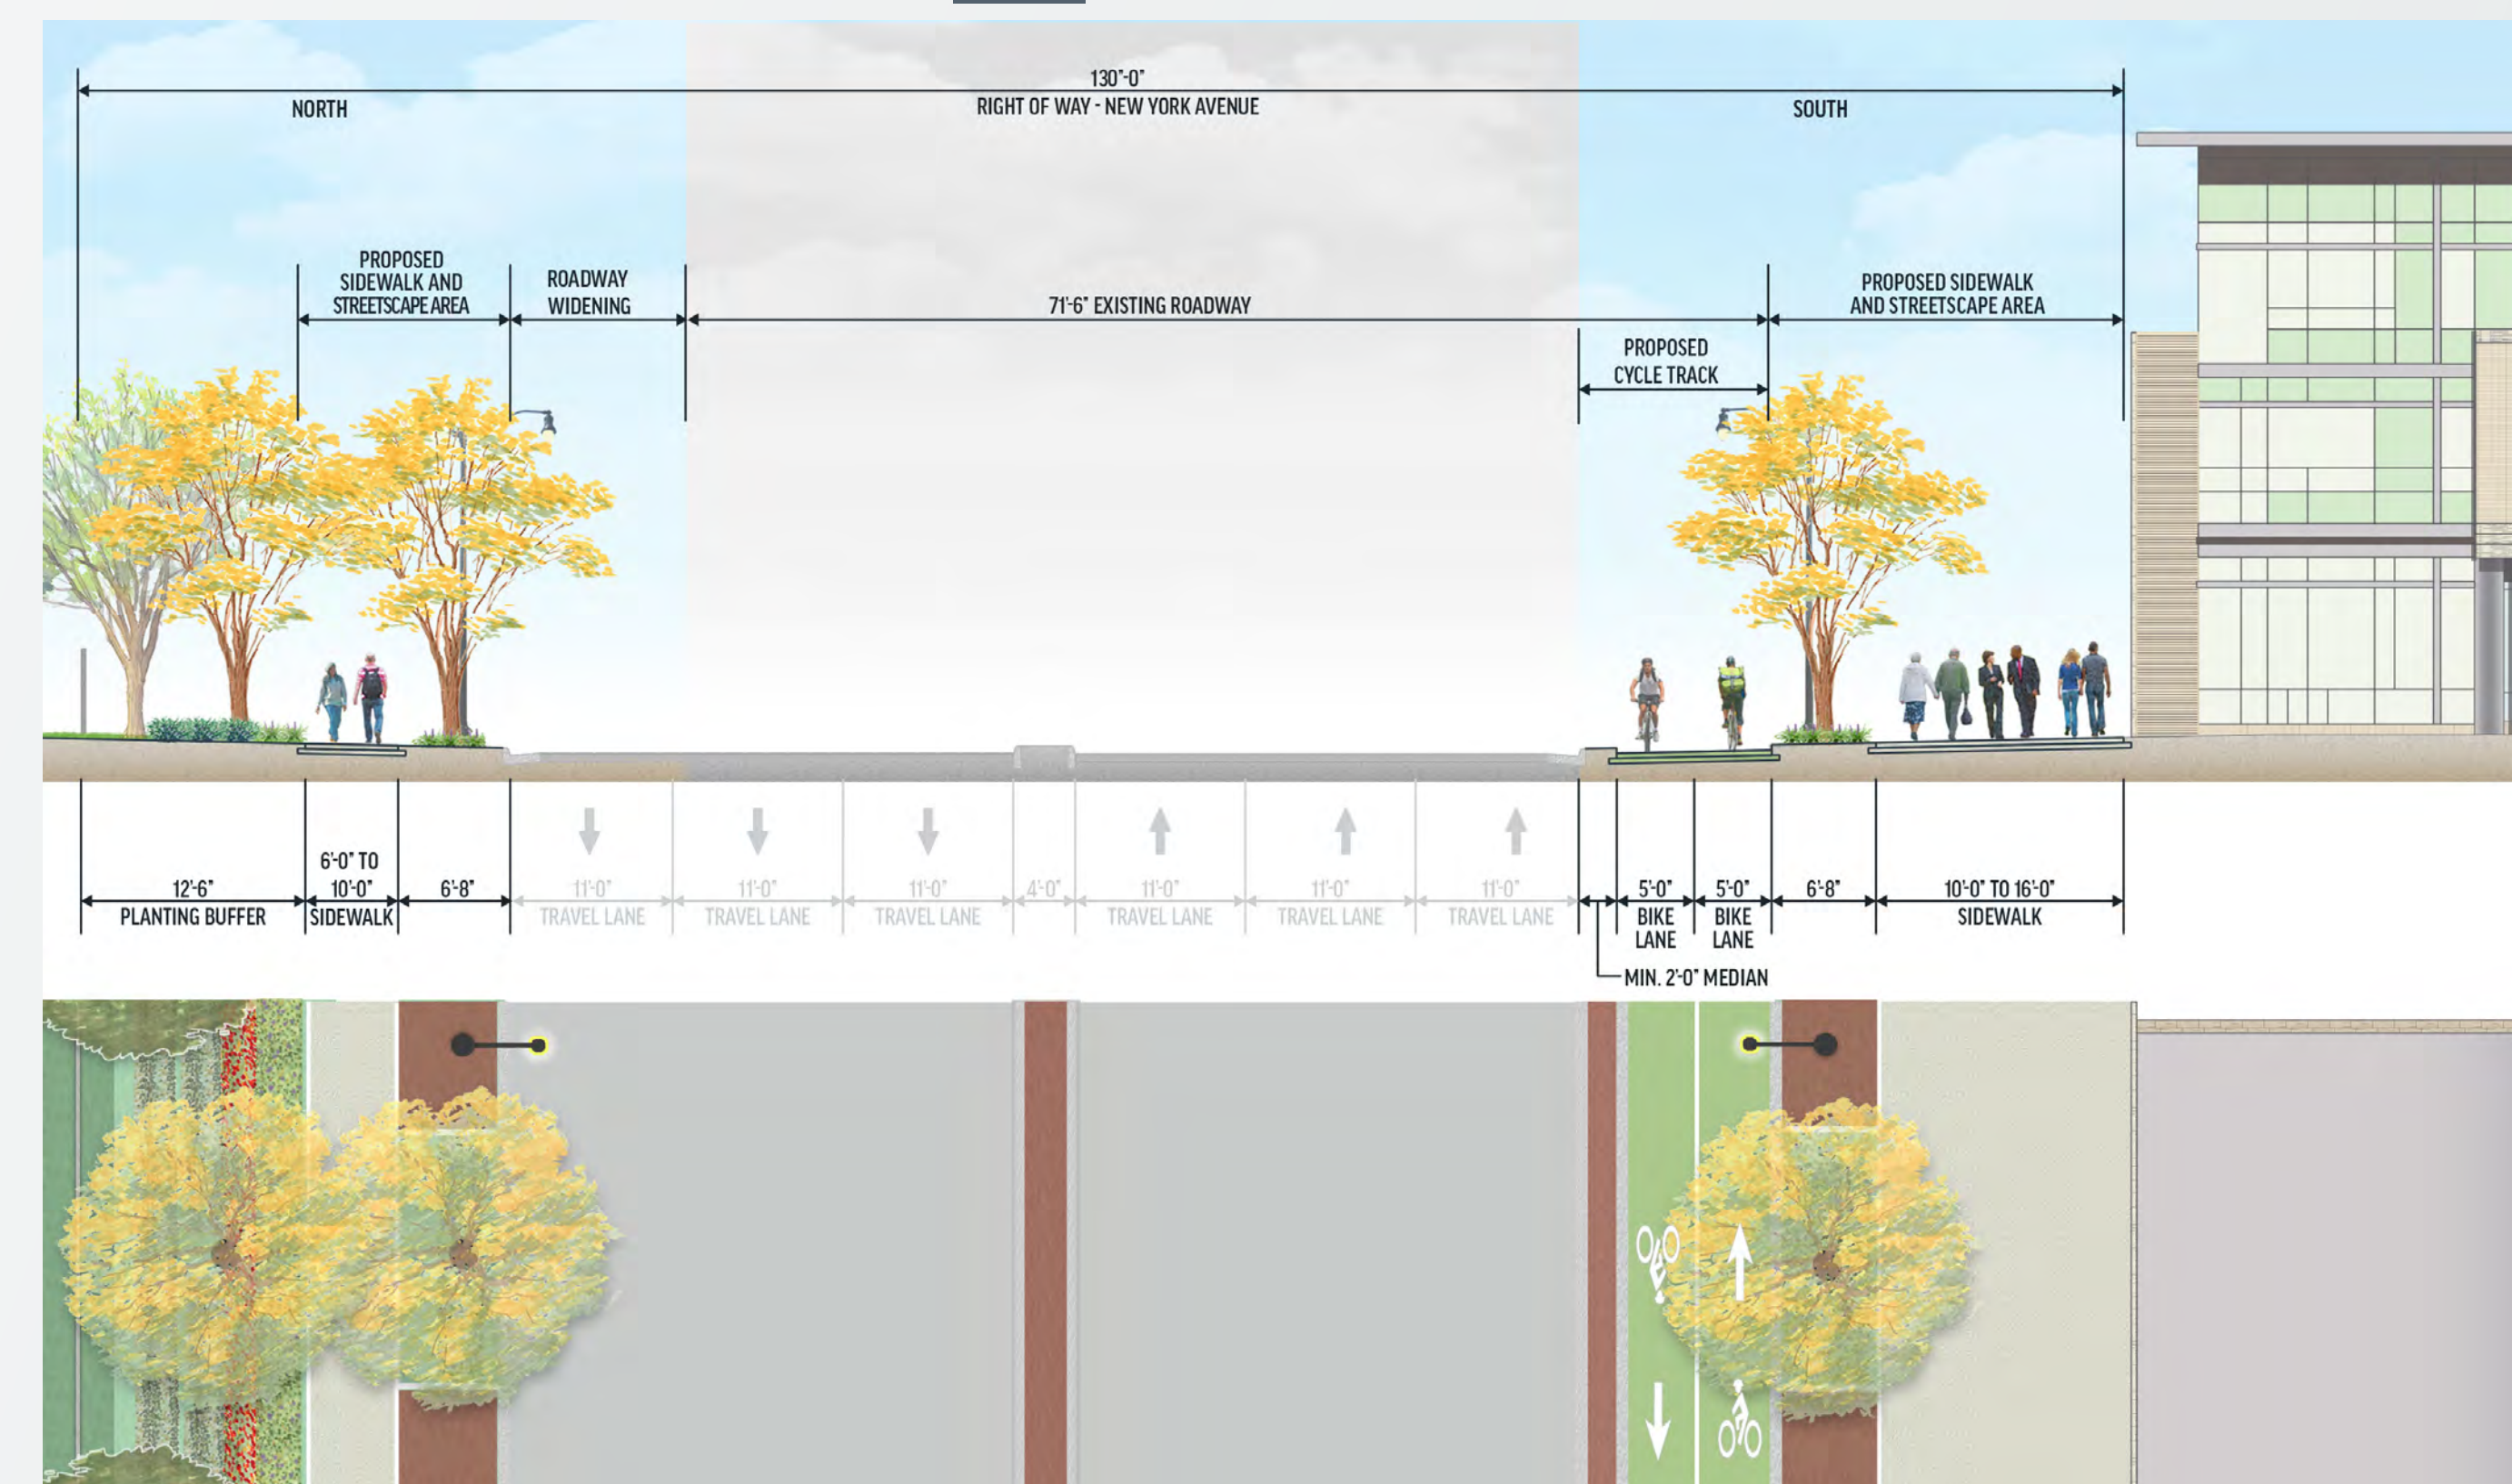 130"-0"
RIGHT OF WAY - NEW YORK AVENUE
NORTH
SOUTH
PROPOSED
SIDEWALK AND
STREETSCAPE AREA
ROADWAY
WIDENING
71'-6" EXISTING ROADWAY
PROPOSED SIDEWALK
AND STREETSCAPE AREA
PROPOSED
CYCLE TRACK
12'-6"
PLANTING BUFFER
6'-0" TO
10'-0"
SIDEWALK
6'-8"
11'-0"
TRAVEL LANE
11'-0"
TRAVEL LANE
11'-0"
TRAVEL LANE
4'-0"
11'-0"
TRAVEL LANE
11'-0"
TRAVEL LANE
11'-0"
TRAVEL LANE
5'-0"
BIKE
LANE
5'-0"
BIKE
LANE
6'-8"
10'-0" TO 16'-0"
SIDEWALK
MIN. 2'-0" MEDIAN